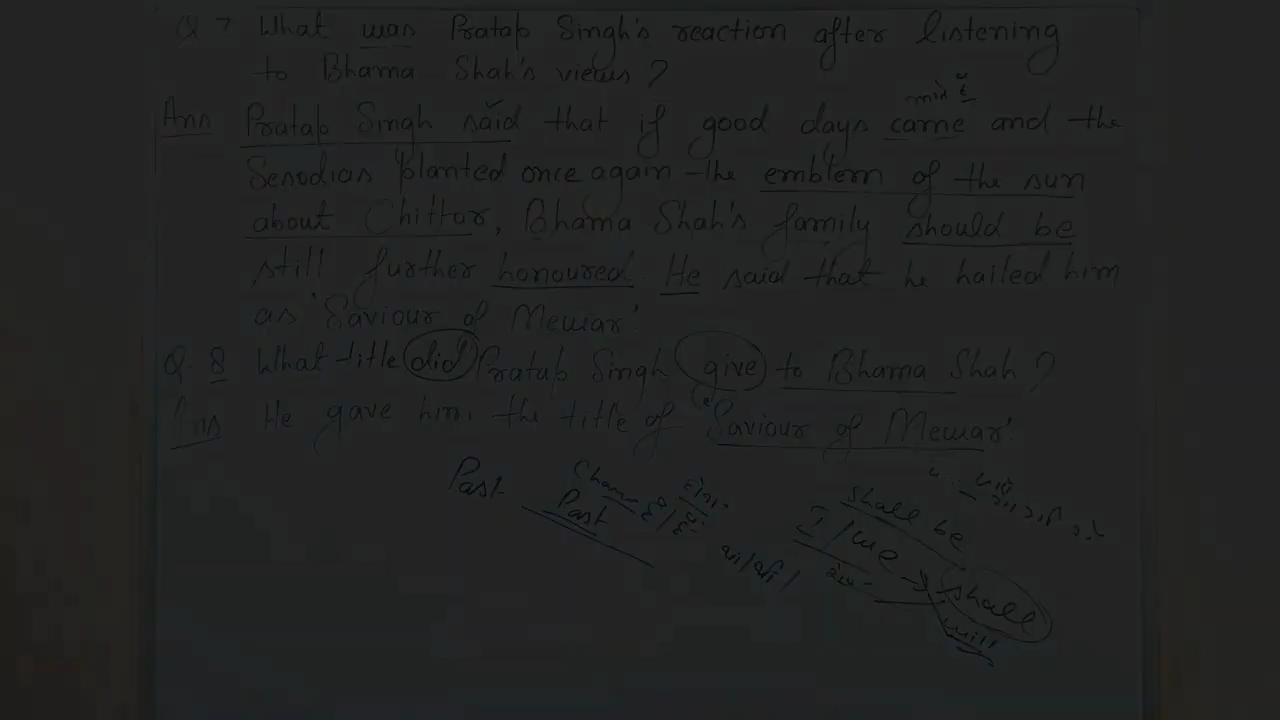 Q 7 What was Pratap Singh's reaction after listening
to Bhama Shah's views ?
Ans Pratap Singh said that if good days came and the
Sesodias planted once again the emblem of the sun
about Chittor, Bhama Shah's family should be
still further honoured. He said that he hailed him
as 'Saviour of Mewar'.
Q. 8 What title did Pratap Singh give to Bhama Shah ?
Ans He gave him the title of 'Saviour of Mewar'.
Past
Past
shall be
I / we → shall
will